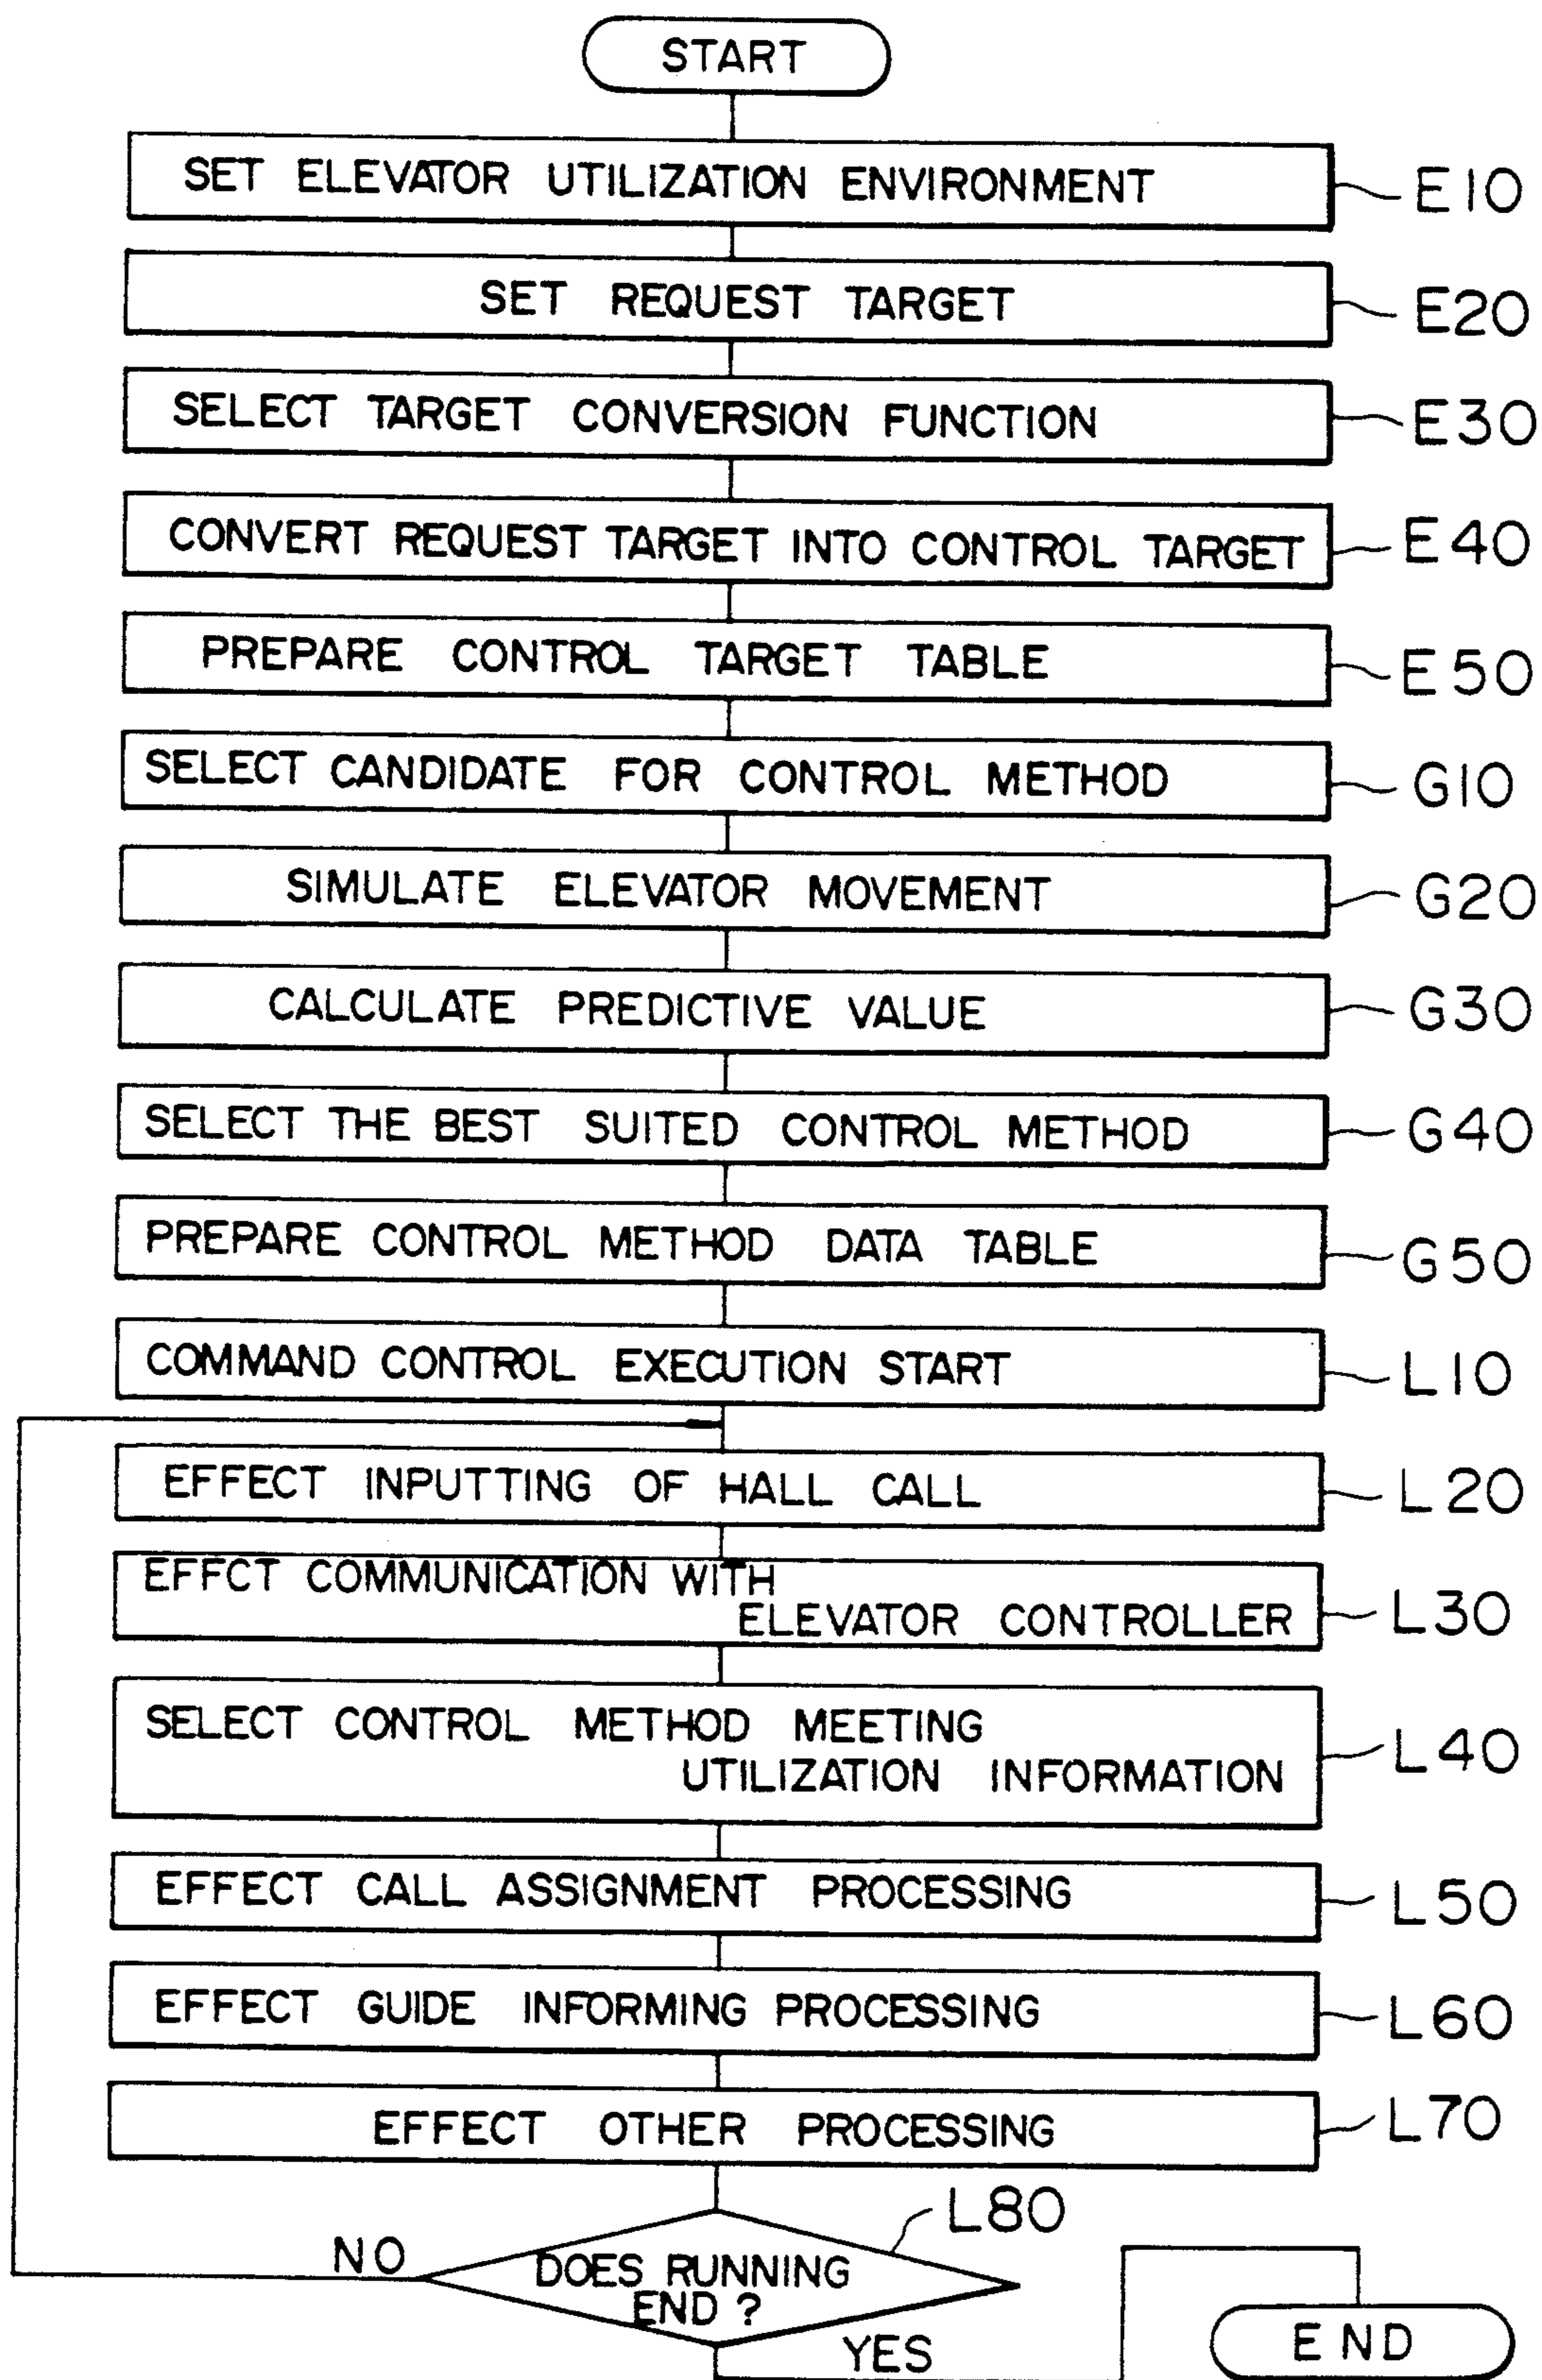 START
SET ELEVATOR UTILIZATION ENVIRONMENT
E10
SET REQUEST TARGET
E20
SELECT TARGET CONVERSION FUNCTION
E30
CONVERT REQUEST TARGET INTO CONTROL TARGET
E40
PREPARE CONTROL TARGET TABLE
E50
SELECT CANDIDATE FOR CONTROL METHOD
G10
SIMULATE ELEVATOR MOVEMENT
G20
CALCULATE PREDICTIVE VALUE
G30
SELECT THE BEST SUITED CONTROL METHOD
G40
PREPARE CONTROL METHOD DATA TABLE
G50
COMMAND CONTROL EXECUTION START
L10
EFFECT INPUTTING OF HALL CALL
L20
EFFCT COMMUNICATION WITH
ELEVATOR CONTROLLER
L30
SELECT CONTROL METHOD MEETING
UTILIZATION INFORMATION
L40
EFFECT CALL ASSIGNMENT PROCESSING
L50
EFFECT GUIDE INFORMING PROCESSING
L60
EFFECT OTHER PROCESSING
L70
L80
NO
DOES RUNNING
END ?
YES
END